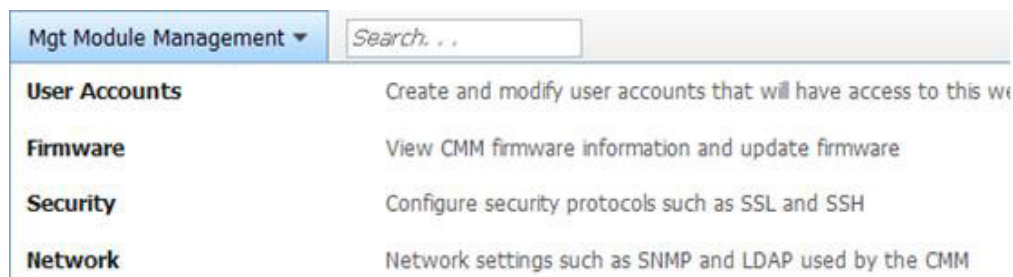 Mgt Module Management Search. . .
User Accounts Create and modify user accounts that will have access to this
Firmware View CMM firmware information and update firmware
Security Configure security protocols such as SSL and SSH
Network Network settings such as SNMP and LDAP used by the CMM